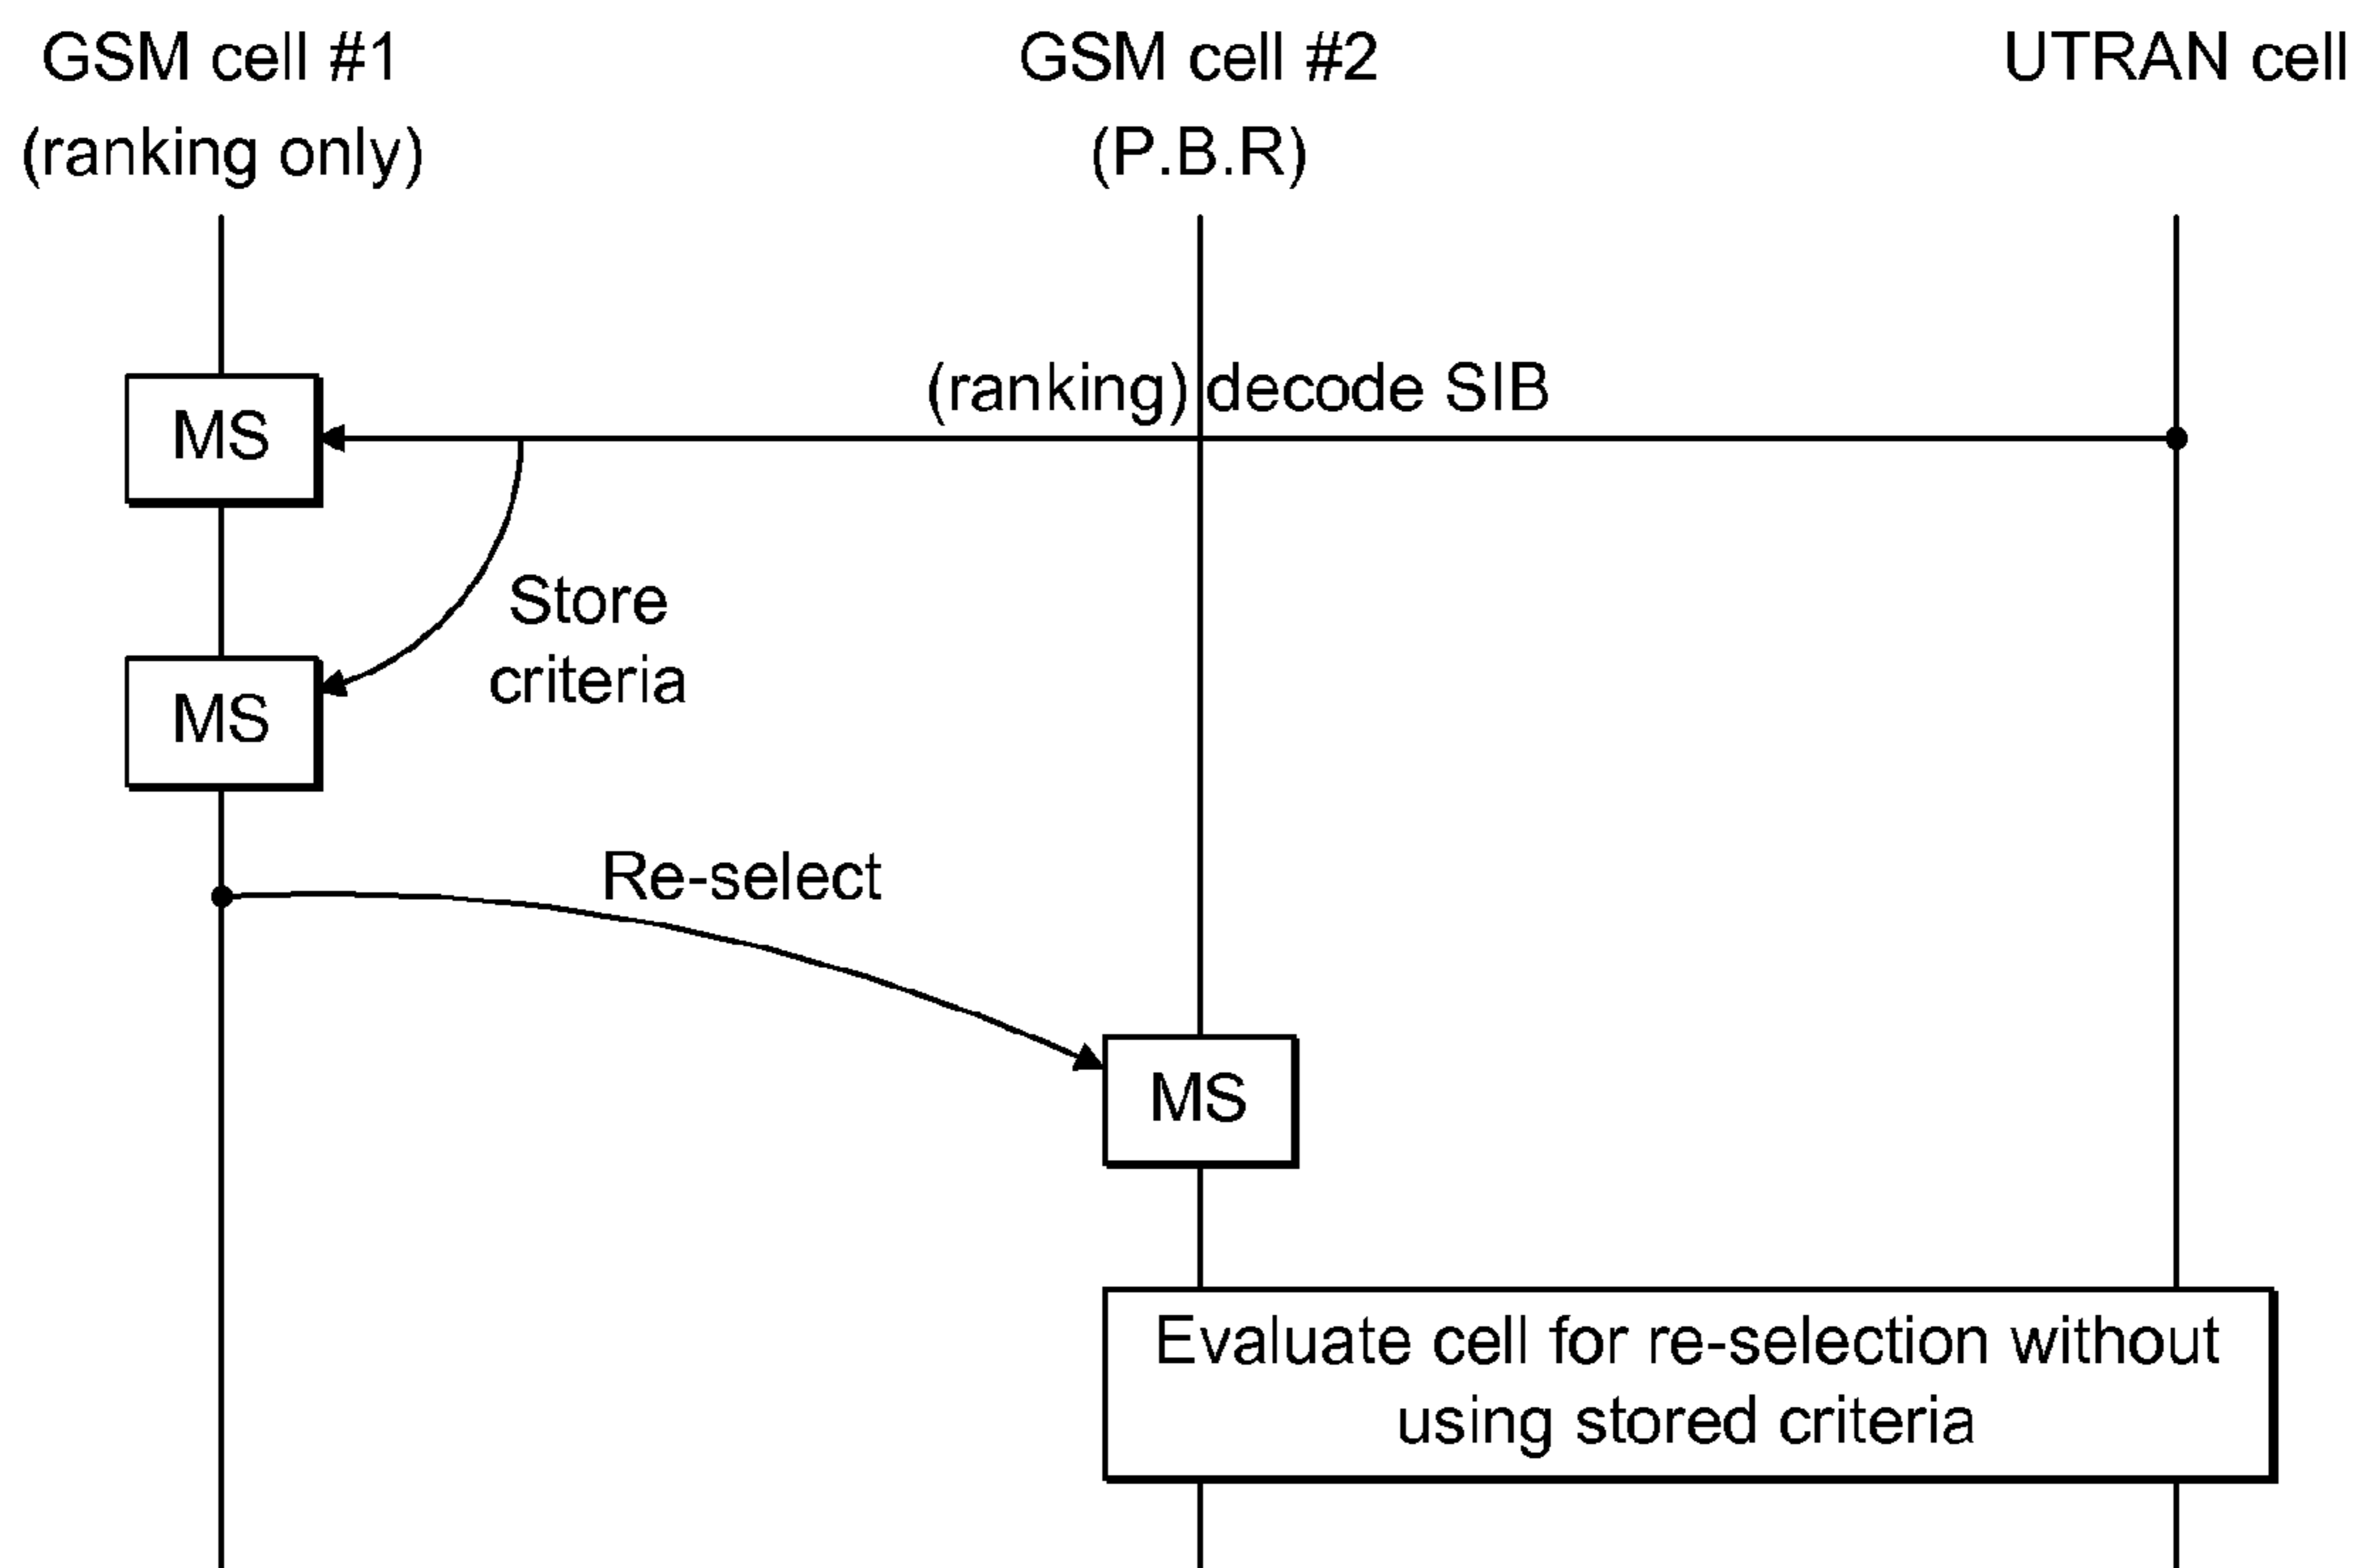 GSM cell #1
(ranking only)
GSM cell #2
(P.B.R)
UTRAN cell
(ranking) decode SIB
MS
Store
criteria
MS
Re-select
MS
Evaluate cell for re-selection without
using stored criteria